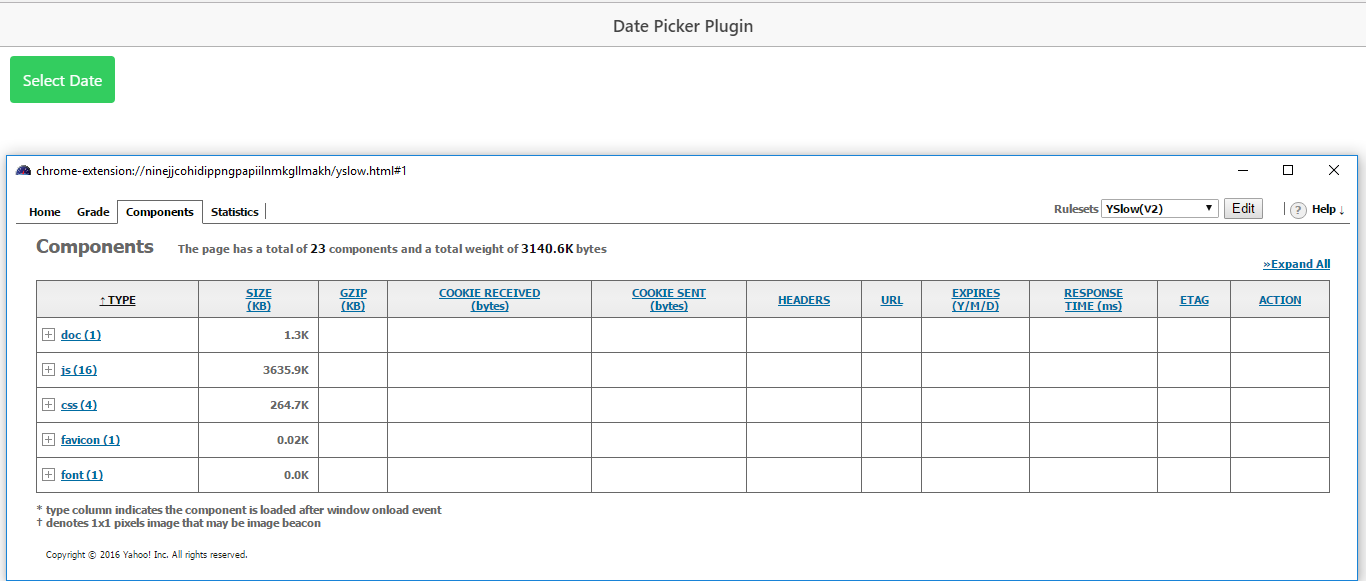 Date Picker Plugin
Select Date
chrome-extension://ninejjcohidippngpapiilnmkgllmakh/yslow.html#1
Home Grade Components Statistics Rulesets YSlow(V2) Edit ? Help ↓
Components The page has a total of 23 components and a total weight of 3140.6K bytes
»Expand All
↑ TYPE SIZE (KB) GZIP (KB) COOKIE RECEIVED (bytes) COOKIE SENT (bytes) HEADERS URL EXPIRES (Y/M/D) RESPONSE TIME (ms) ETAG ACTION
doc (1) 1.3K
js (16) 3635.9K
css (4) 264.7K
favicon (1) 0.02K
font (1) 0.0K
* type column indicates the component is loaded after window onload event
† denotes 1x1 pixels image that may be image beacon
Copyright © 2016 Yahoo! Inc. All rights reserved.